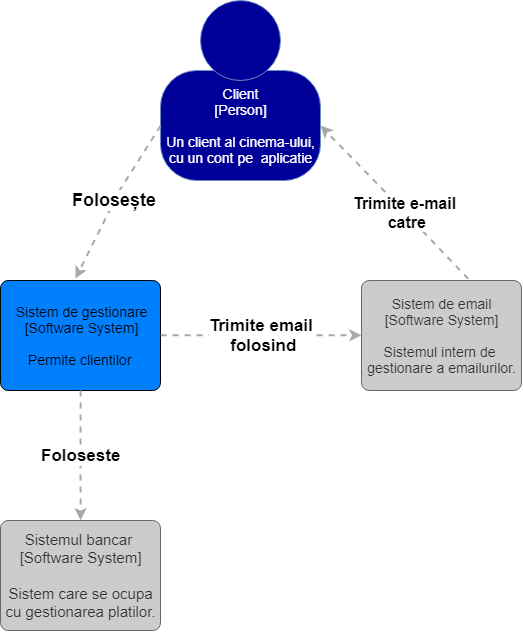 Client
[Person]
Un client al cinema-ului,
cu un cont pe aplicatie
Folosește
Trimite e-mail
catre
Sistem de gestionare
[Software System]
Permite clientilor
Trimite email
folosind
Sistem de email
[Software System]
Sistemul intern de
gestionare a emailurilor.
Foloseste
Sistemul bancar
[Software System]
Sistem care se ocupa
cu gestionarea platilor.